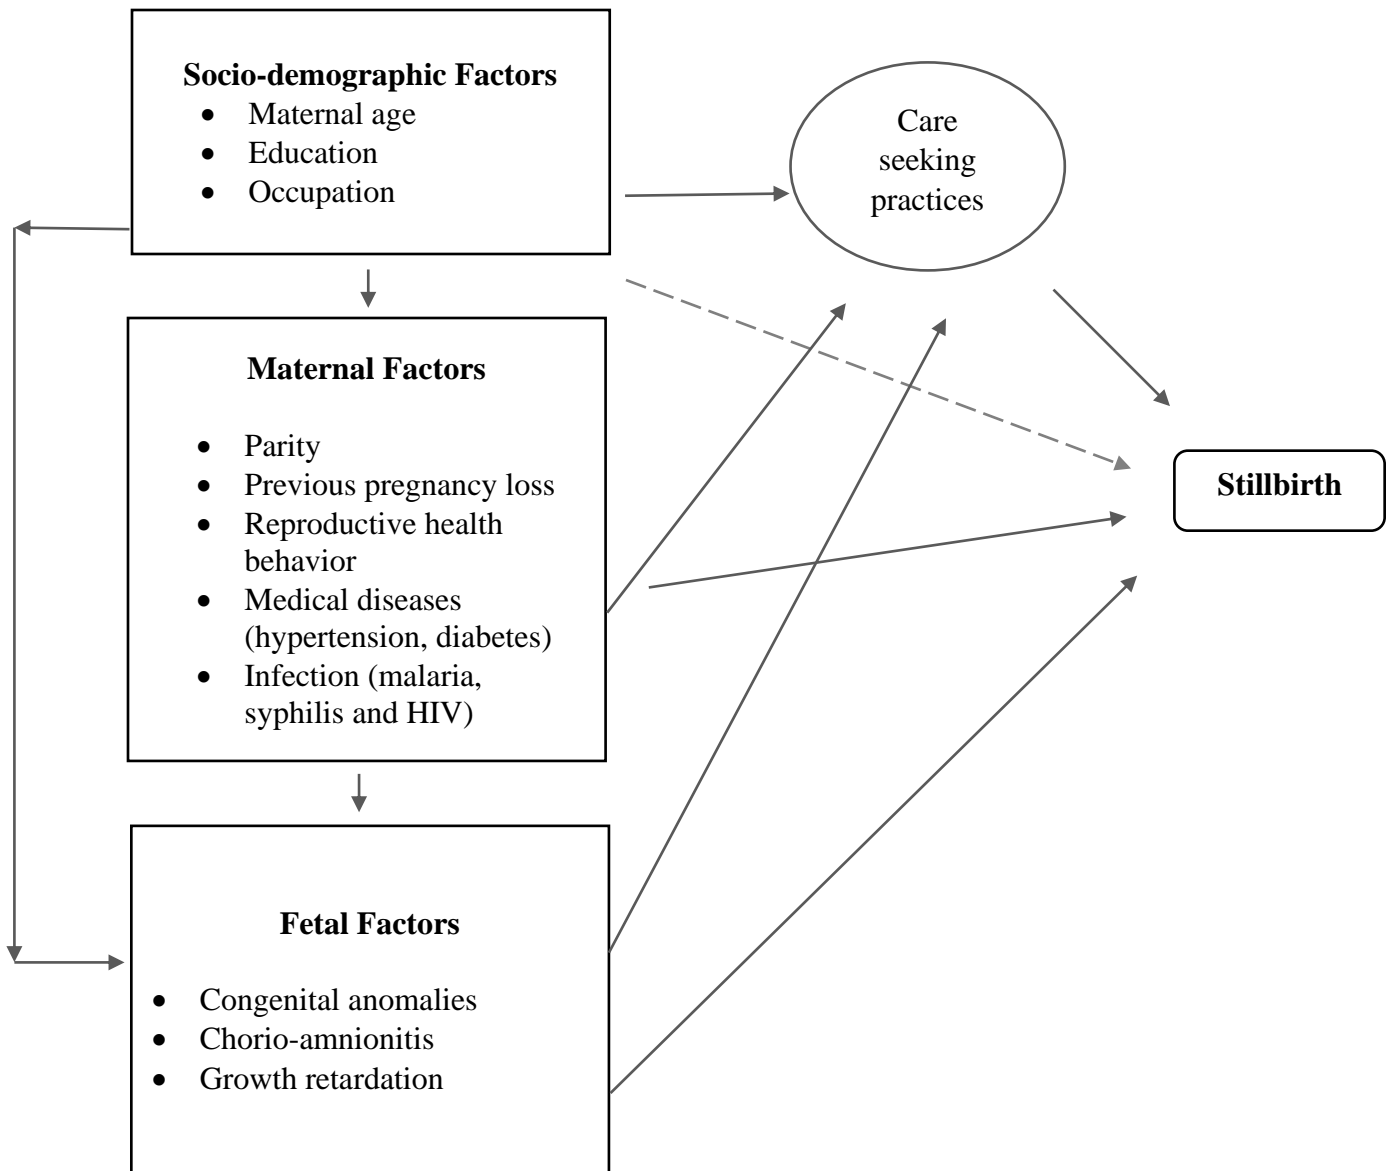 Socio-demographic Factors
• Maternal age
• Education
• Occupation
Care
seeking
practices
Maternal Factors
• Parity
• Previous pregnancy loss
• Reproductive health
behavior
• Medical diseases
(hypertension, diabetes)
• Infection (malaria,
syphilis and HIV)
Stillbirth
Fetal Factors
• Congenital anomalies
• Chorio-amnionitis
• Growth retardation